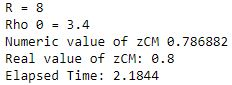 R = 8
Rho 0 = 3.4
Numeric value of zCM 0.786882
Real value of zCM: 0.8
Elapsed Time: 2.1844